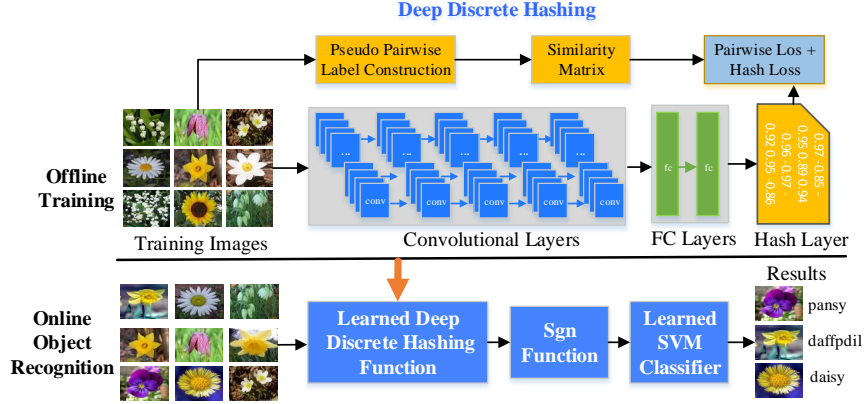 Deep Discrete Hashing
Pseudo Pairwise
Label Construction
Similarity
Matrix
Pairwise Los +
Hash Loss
Offline
Training
...
...
...
...
...
conv
conv
conv
conv
conv
fc
fc
0.97 -0.85 -
0.95 0.89 0.94
- 0.96 -0.97 -
0.92 0.95 -0.86
Training Images
Convolutional Layers
FC Layers
Hash Layer
Online
Object
Recognition
Learned Deep
Discrete Hashing
Function
Sgn
Function
Learned
SVM
Classifier
Results
pansy
daffpdil
daisy